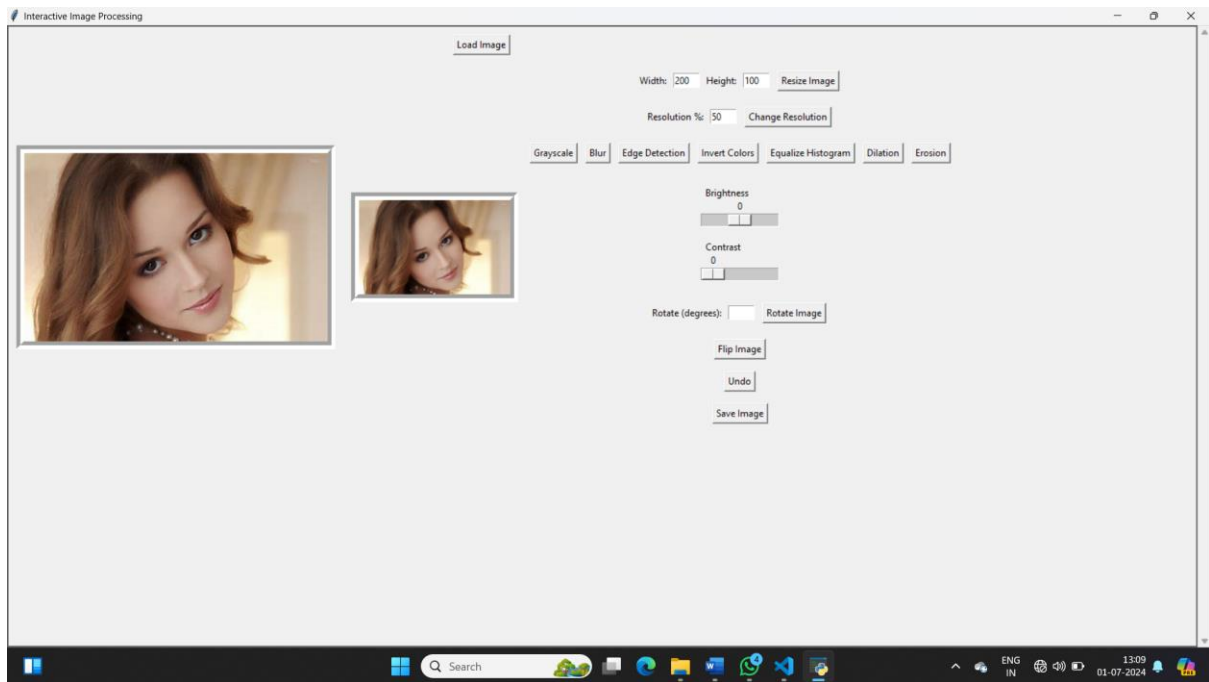 Interactive Image Processing
Load Image
Width: 200 Height: 100 Resize Image
Resolution %: 50 Change Resolution
Grayscale Blur Edge Detection Invert Colors Equalize Histogram Dilation Erosion
Brightness
0
Contrast
0
Rotate (degrees): Rotate Image
Flip Image
Undo
Save Image
Search
4
ENG
IN
13:09
01-07-2024